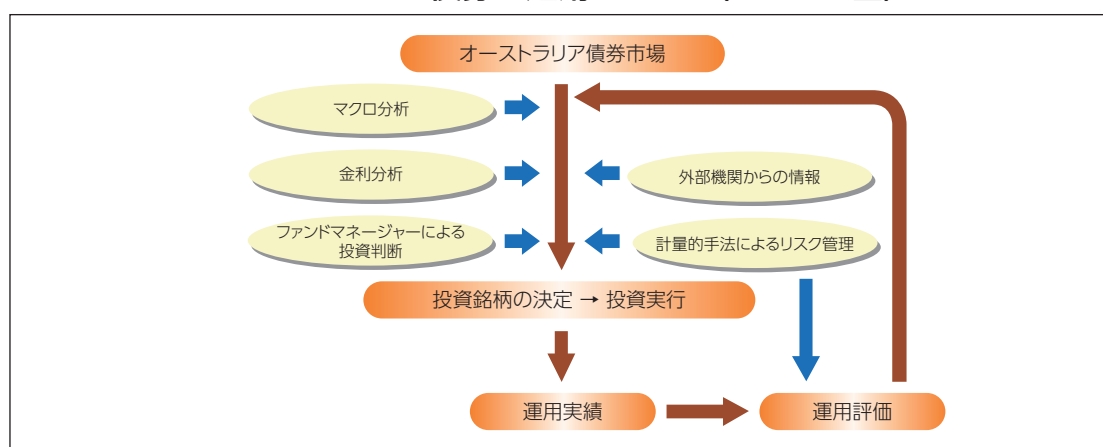 オーストラリア債券市場
マクロ分析
金利分析
外部機関からの情報
ファンドマネージャーによる
投資判断
計量的手法によるリスク管理
投資銘柄の決定 → 投資実行
運用実績
運用評価